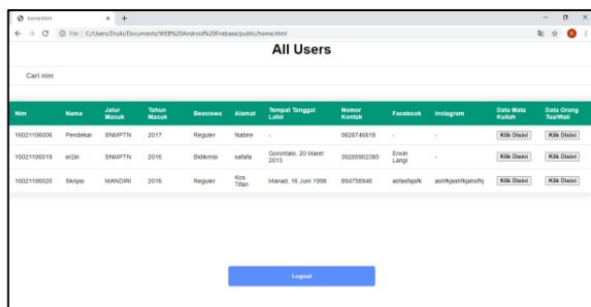 home.html
File | C:/Users/Druki/Documents/WEB%20Android%20Firebase/public/home.html
All Users
Cari nim
Nim Nama Jalur Masuk Tahun Masuk Beasiswa Alamat Tempat Tanggal Lahir Nomor Kontak Facebook Instagram Data Mata Kuliah Data Orang Tua/Wali
16021106006 Pendekar SNMPTN 2017 Reguler Nabire - 0828746818 - - Klik Disini Klik Disini
16021106019 erzin SNMPTN 2016 Bidikmisi safafa Gorontalo, 20 Maret 2013 Erwin Langi - Klik Disini Klik Disini
16021106020 Skripsi MANDIRI 2016 Reguler Kos Titan Manad, 16 Juni 1998 894758946 Klik Disini Klik Disini
Logout